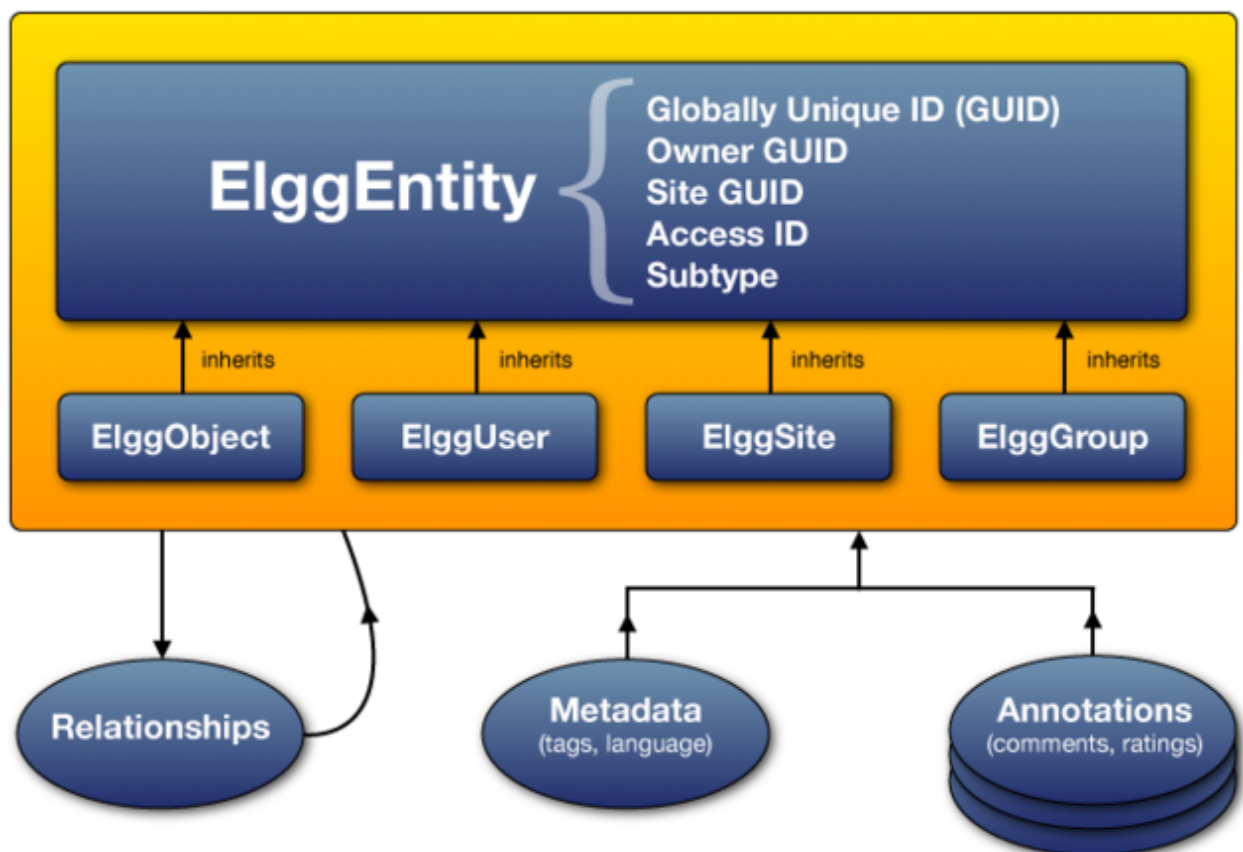 ElggEntity
Globally Unique ID (GUID)
Owner GUID
Site GUID
Access ID
Subtype
inherits
inherits
inherits
inherits
ElggObject
ElggUser
ElggSite
ElggGroup
Relationships
Metadata
(tags, language)
Annotations
(comments, ratings)